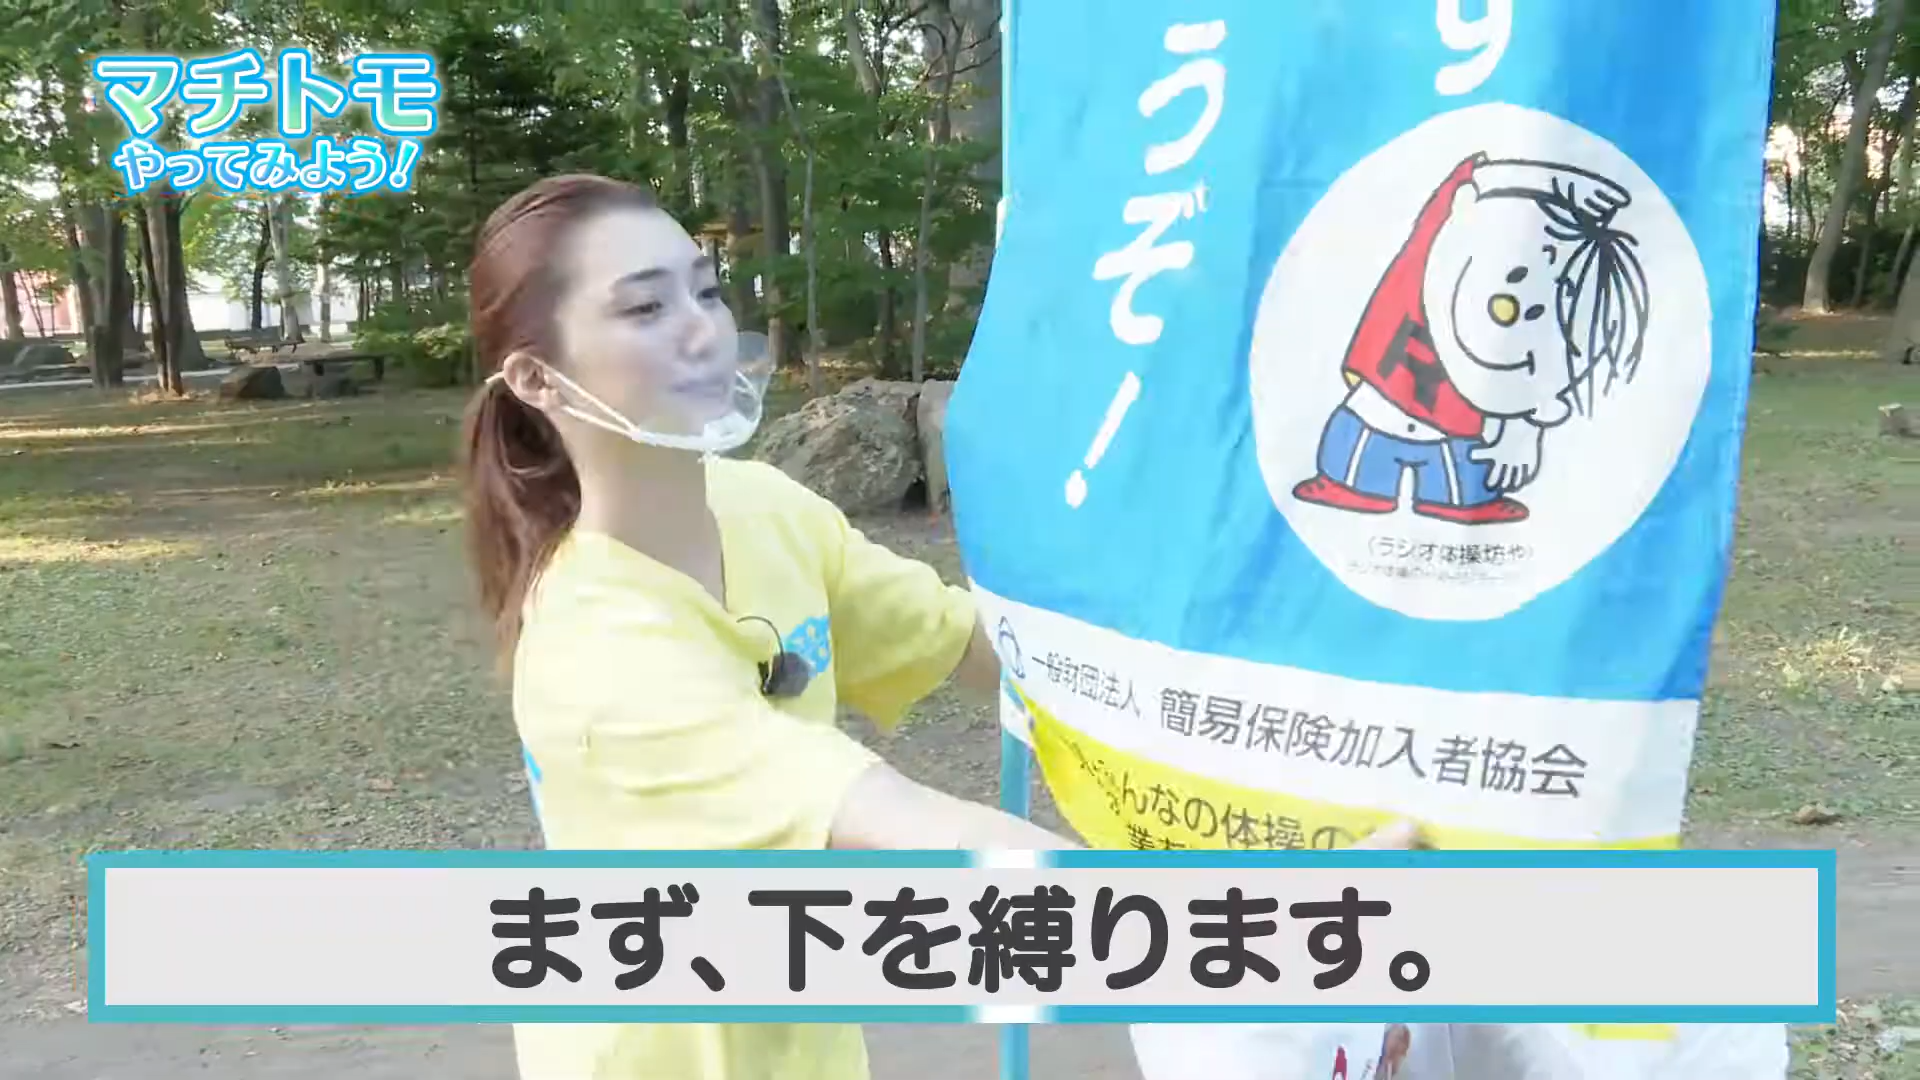 マチトモ
やってみよう!
り
うぞ!
R
〈ラジオ体操坊や〉
一般財団法人 簡易保険加入者協会
んなの体操の
まず、下を縛ります。